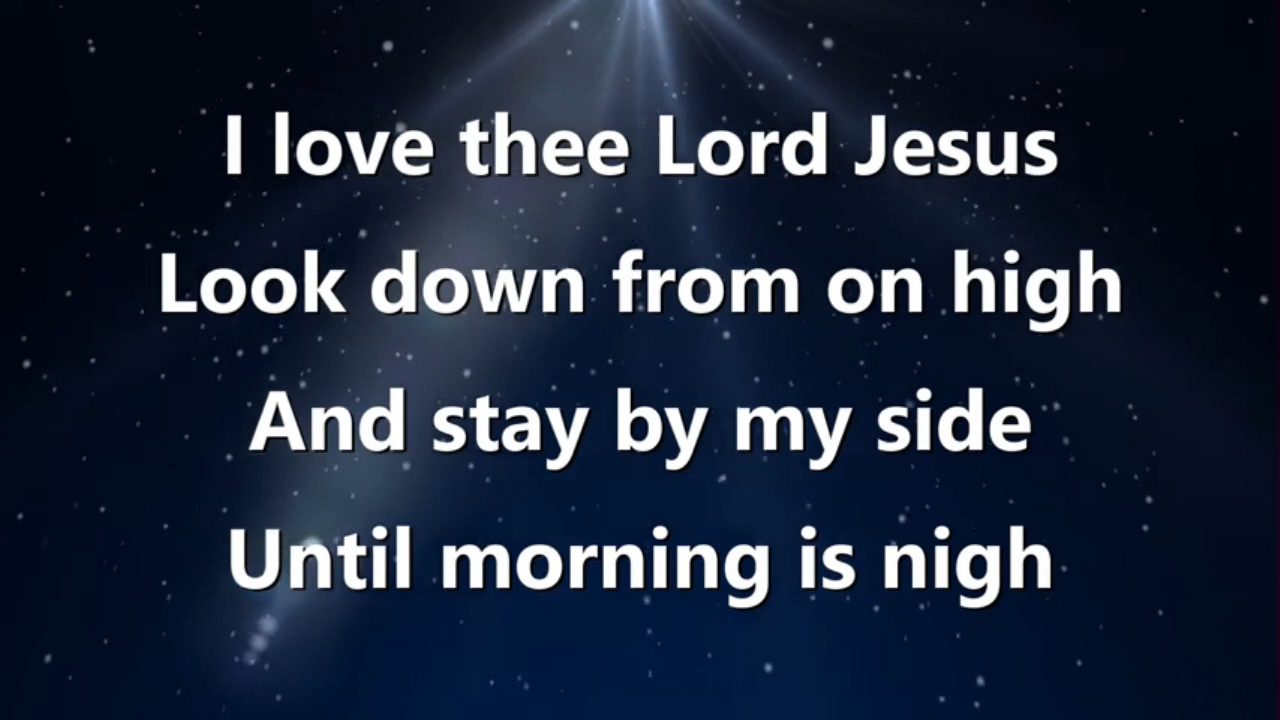 I love thee Lord Jesus
Look down from on high
And stay by my side
Until morning is nigh